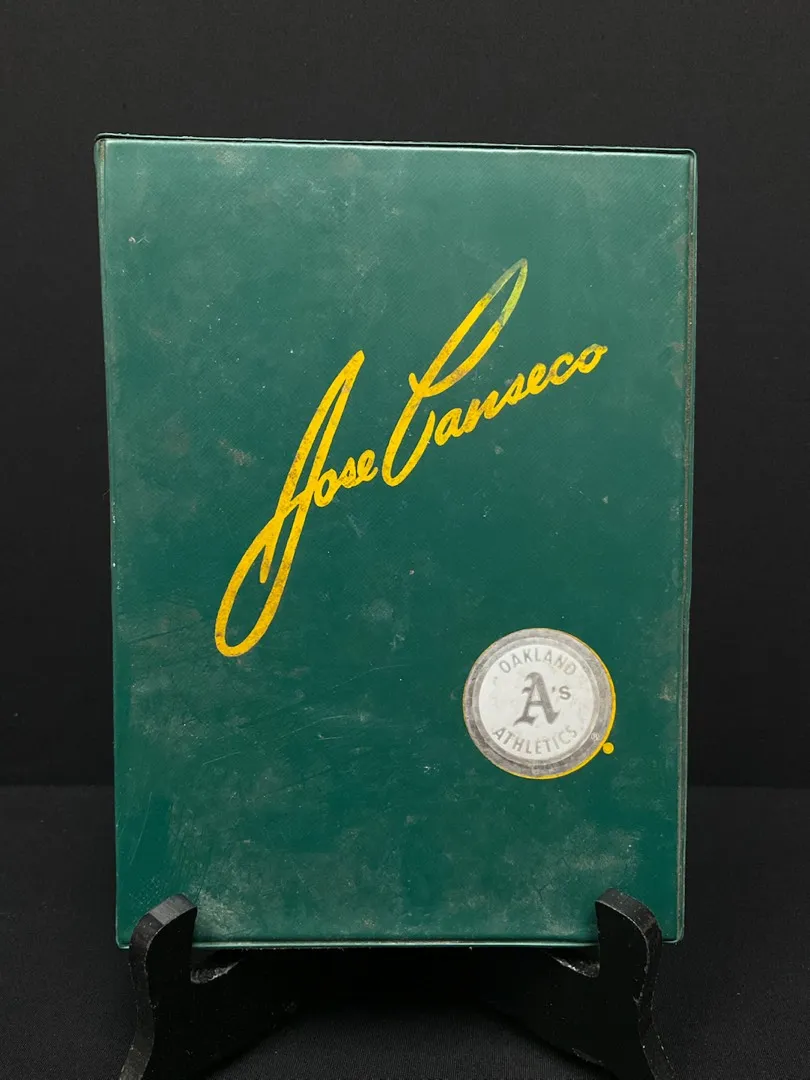 Jose Canseco
OAKLAND
A's
ATHLETICS ®